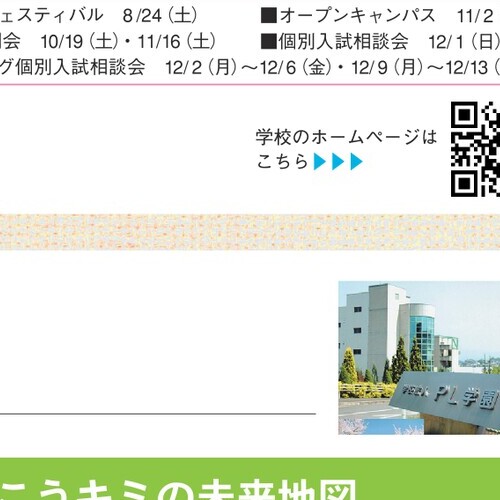 ェスティバル 8/24（土） ■オープンキャンパス 11/2
会 10/19（土）・11/16（土） ■個別入試相談会 12/1（日
グ個別入試相談会 12/2（月）〜12/6（金）・12/9（月）〜12/13（
学校のホームページは
こちら▶▶▶
PL学園
こうキミの未来地図